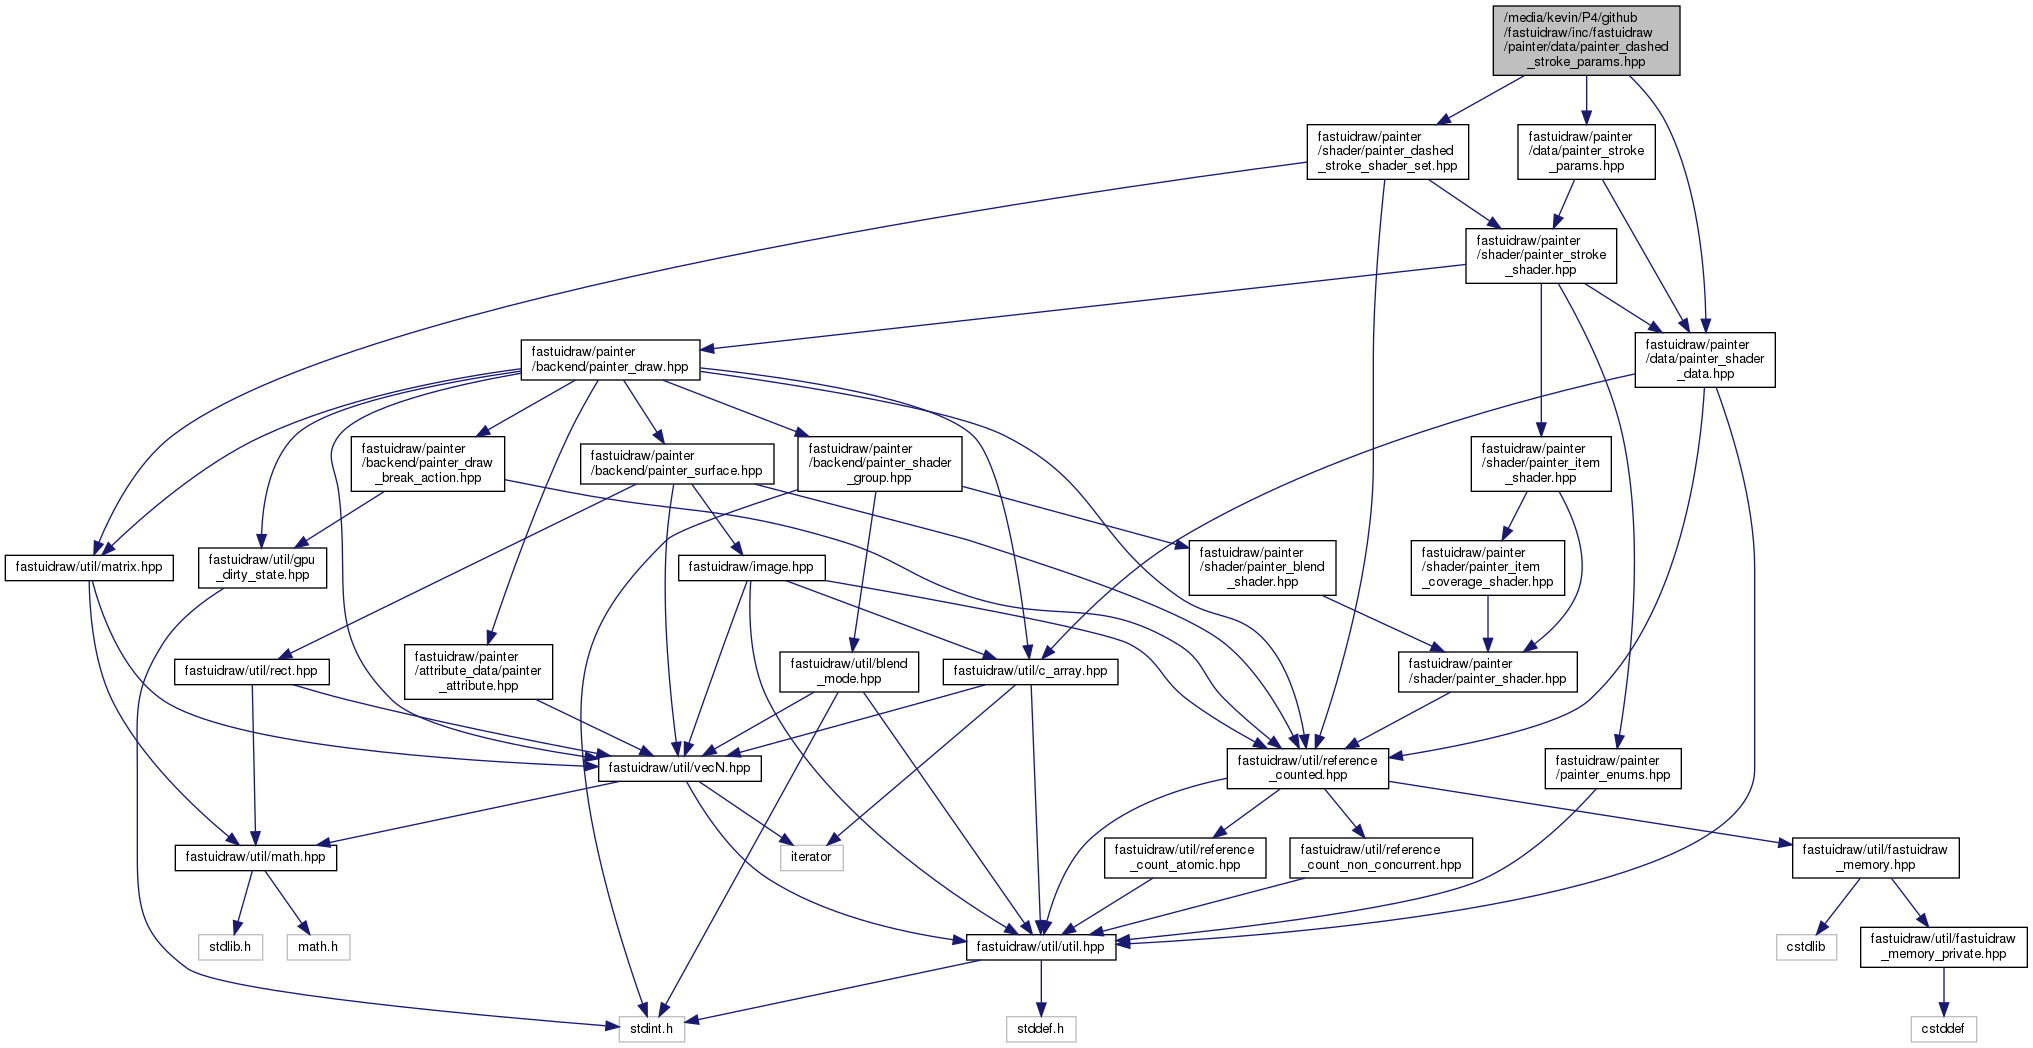 /media/kevin/P4/github
/fastuidraw/inc/fastuidraw
/painter/data/painter_dashed
_stroke_params.hpp
fastuidraw/painter
/shader/painter_dashed
_stroke_shader_set.hpp
fastuidraw/painter
/data/painter_stroke
_params.hpp
fastuidraw/painter
/shader/painter_stroke
_shader.hpp
fastuidraw/painter
/backend/painter_draw.hpp
fastuidraw/painter
/data/painter_shader
_data.hpp
fastuidraw/painter
/backend/painter_draw
_break_action.hpp
fastuidraw/painter
/backend/painter_surface.hpp
fastuidraw/painter
/backend/painter_shader
_group.hpp
fastuidraw/painter
/shader/painter_item
_shader.hpp
fastuidraw/util/matrix.hpp
fastuidraw/util/gpu
_dirty_state.hpp
fastuidraw/image.hpp
fastuidraw/painter
/shader/painter_blend
_shader.hpp
fastuidraw/painter
/shader/painter_item
_coverage_shader.hpp
fastuidraw/util/rect.hpp
fastuidraw/painter
/attribute_data/painter
_attribute.hpp
fastuidraw/util/blend
_mode.hpp
fastuidraw/util/c_array.hpp
fastuidraw/painter
/shader/painter_shader.hpp
fastuidraw/util/vecN.hpp
fastuidraw/util/reference
_counted.hpp
fastuidraw/painter
/painter_enums.hpp
fastuidraw/util/math.hpp
iterator
fastuidraw/util/reference
_count_atomic.hpp
fastuidraw/util/reference
_count_non_concurrent.hpp
fastuidraw/util/fastuidraw
_memory.hpp
stdlib.h
math.h
fastuidraw/util/util.hpp
cstdlib
fastuidraw/util/fastuidraw
_memory_private.hpp
stdint.h
stddef.h
cstddef